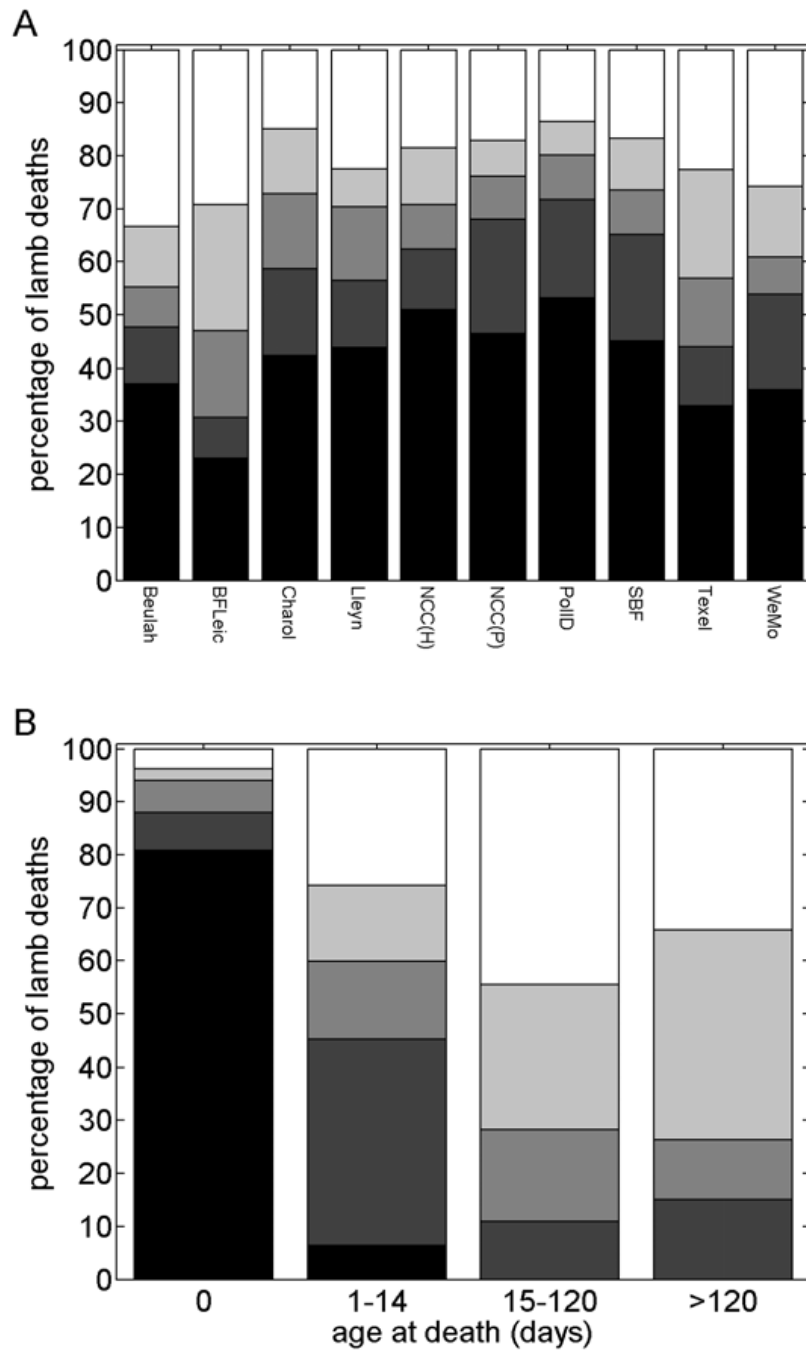 A
100
90
80
70
60
50
40
30
20
10
0
percentage of lamb deaths
Beulah
BFLeic
Charol
Lleyn
NCC(H)
NCC(P)
PollD
SBF
Texel
WeMo
B
100
90
80
70
60
50
40
30
20
10
0
percentage of lamb deaths
0 1-14 15-120 >120
age at death (days)